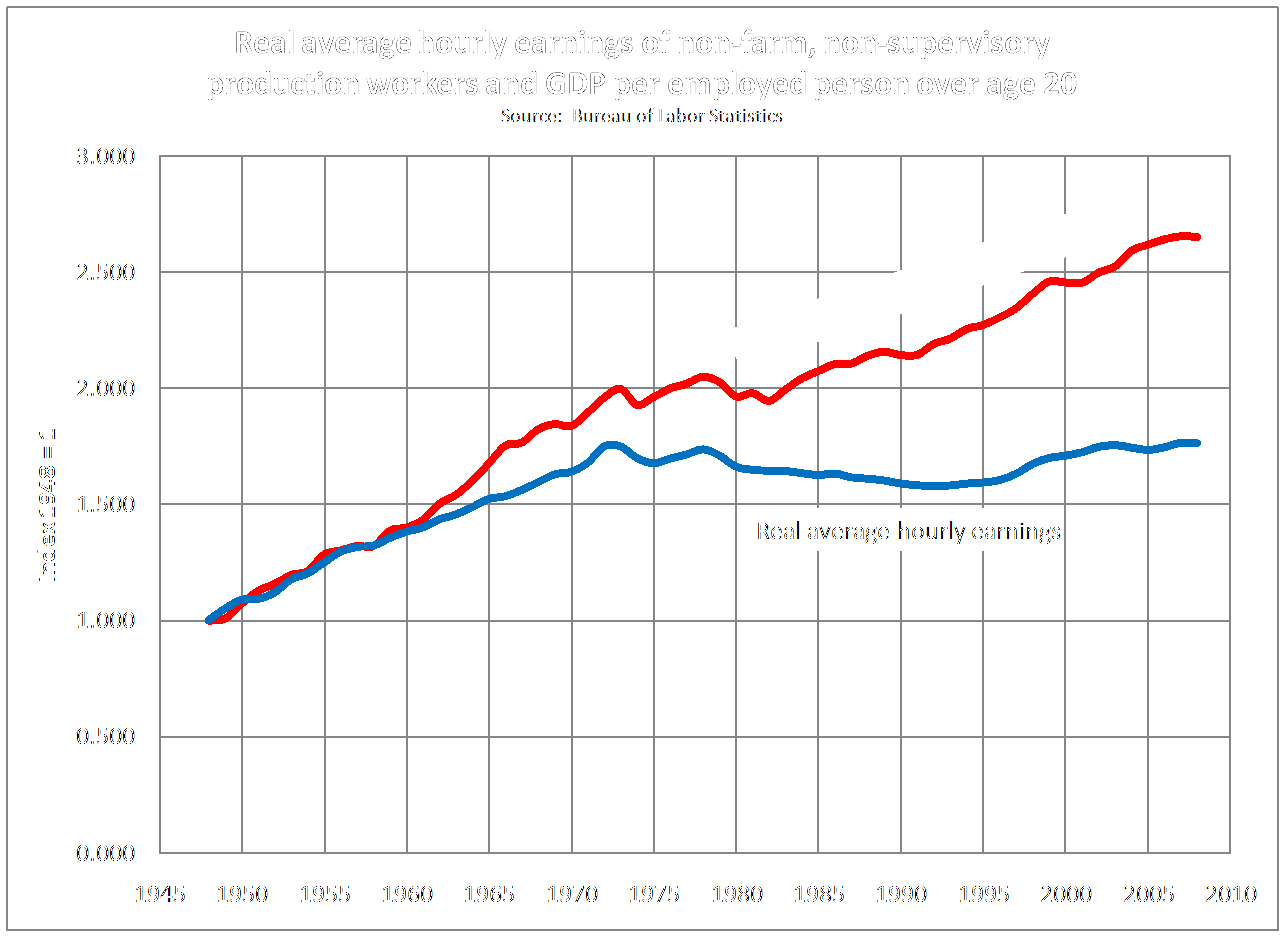 Real average hourly earnings of non-farm, non-supervisory
production workers and GDP per employed person over age 20
Source: Bureau of Labor Statistics
3.000
2.500
2.000
1.500
1.000
0.500
0.000
Index 1948 = 1
Real average hourly earnings
1945 1950 1955 1960 1965 1970 1975 1980 1985 1990 1995 2000 2005 2010